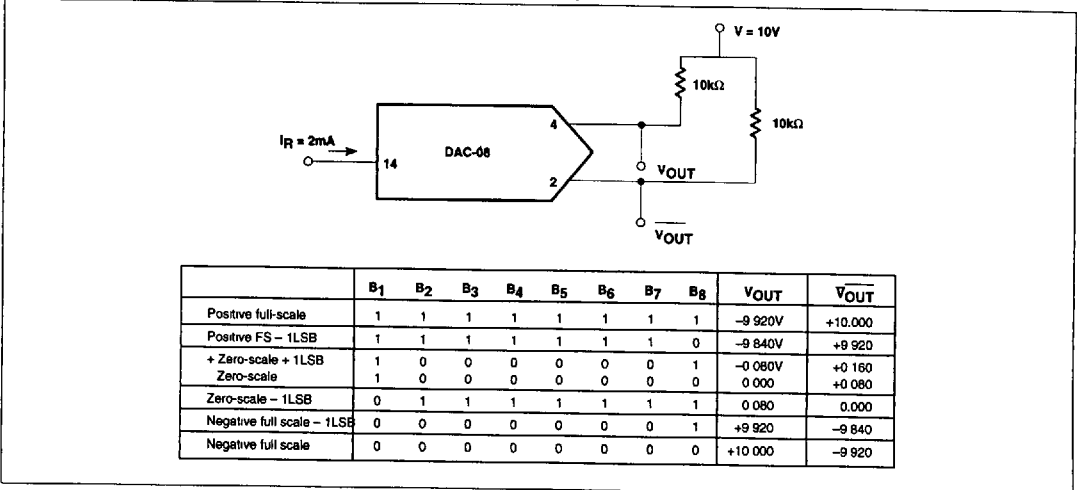 V = 10V
10kΩ
10kΩ
I_R = 2mA
14
DAC-08
4
2
V_OUT
V̅_O̅U̅T̅
B1 B2 B3 B4 B5 B6 B7 B8 VOUT V̅O̅U̅T̅
Positive full-scale 1 1 1 1 1 1 1 1 –9 920V +10.000
Positive FS – 1LSB 1 1 1 1 1 1 1 0 –9 840V +9 920
+ Zero-scale + 1LSB 1 0 0 0 0 0 0 1 –0 080V +0 160
Zero-scale 1 0 0 0 0 0 0 0 0 000 +0 080
Zero-scale – 1LSB 0 1 1 1 1 1 1 1 0 080 0.000
Negative full scale – 1LSB 0 0 0 0 0 0 0 1 +9 920 –9 840
Negative full scale 0 0 0 0 0 0 0 0 +10 000 –9 920